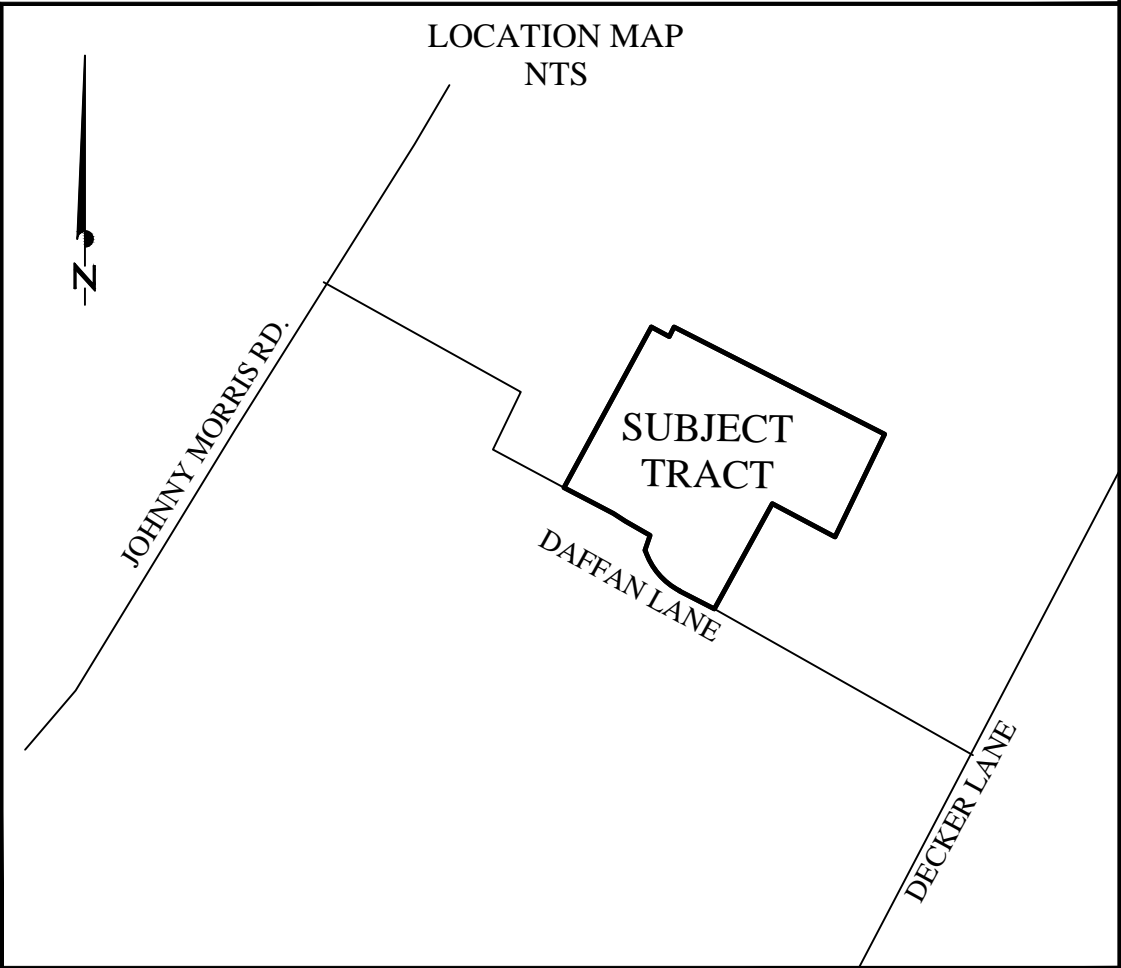 LOCATION MAP
NTS
N
JOHNNY MORRIS RD.
SUBJECT
TRACT
DAFFAN LANE
DECKER LANE